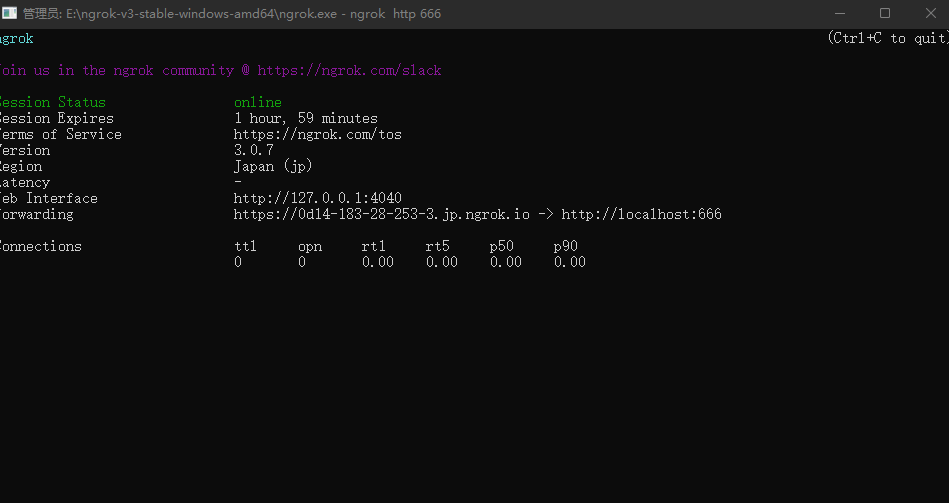 管理员: E:\ngrok-v3-stable-windows-amd64\ngrok.exe - ngrok  http 666
ngrok (Ctrl+C to quit)
Join us in the ngrok community @ https://ngrok.com/slack
Session Status online
Session Expires 1 hour, 59 minutes
Terms of Service https://ngrok.com/tos
Version 3.0.7
Region Japan (jp)
Latency -
Web Interface http://127.0.0.1:4040
Forwarding https://0d14-183-28-253-3.jp.ngrok.io -> http://localhost:666
Connections ttl opn rt1 rt5 p50 p90
0 0 0.00 0.00 0.00 0.00